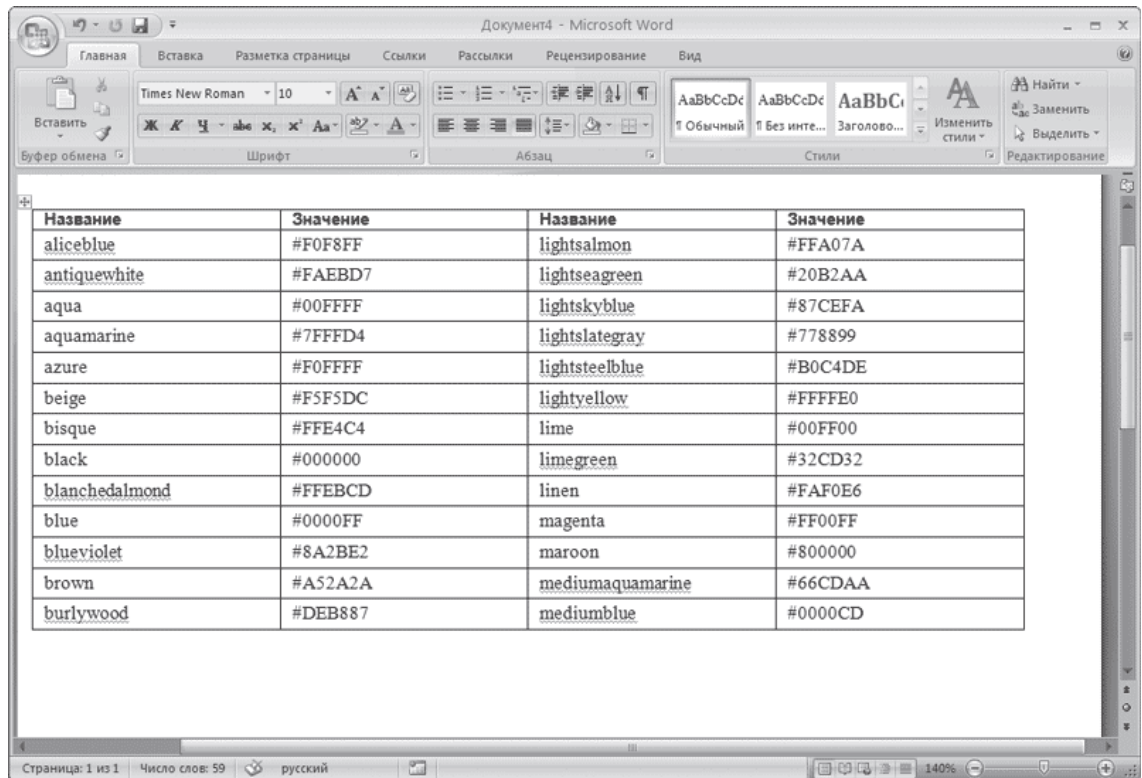 Документ4 - Microsoft Word
Главная Вставка Разметка страницы Ссылки Рассылки Рецензирование Вид
Вставить
Буфер обмена
Times New Roman 10
Ж К Ч abc x₂ x² Aa
Шрифт
Абзац
AaBbCcDc AaBbCcDc AaBbC
¶ Обычный ¶ Без инте... Заголово...
Изменить стили
Стили
Найти
Заменить
Выделить
Редактирование
Название Значение Название Значение
aliceblue #F0F8FF lightsalmon #FFA07A
antiquewhite #FAEBD7 lightseagreen #20B2AA
aqua #00FFFF lightskyblue #87CEFA
aquamarine #7FFFD4 lightslategray #778899
azure #F0FFFF lightsteelblue #B0C4DE
beige #F5F5DC lightyellow #FFFFE0
bisque #FFE4C4 lime #00FF00
black #000000 limegreen #32CD32
blanchedalmond #FFEBCD linen #FAF0E6
blue #0000FF magenta #FF00FF
blueviolet #8A2BE2 maroon #800000
brown #A52A2A mediumaquamarine #66CDAA
burlywood #DEB887 mediumblue #0000CD
Страница: 1 из 1 Число слов: 59 русский 140%